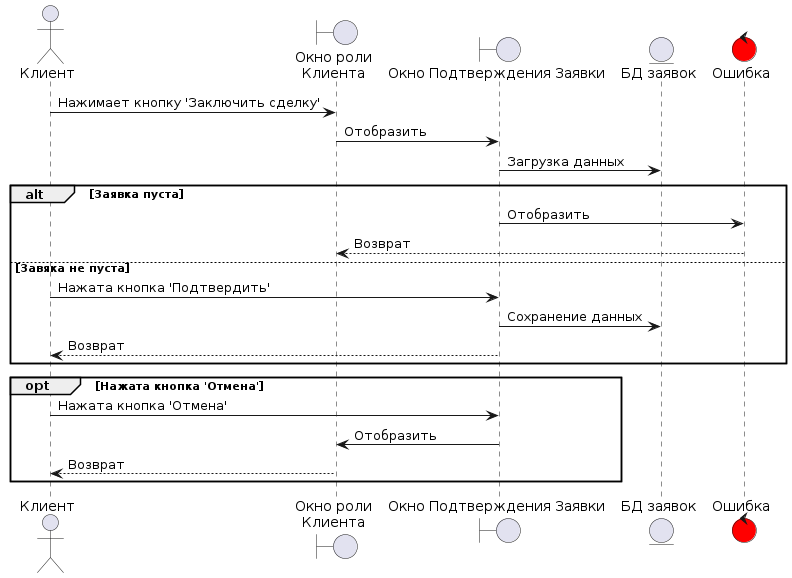 Клиент
Окно роли
Клиента
Окно Подтверждения Заявки
БД заявок
Ошибка
Нажимает кнопку 'Заключить сделку'
Отобразить
Загрузка данных
alt [Заявка пуста]
Отобразить
Возврат
[Завяка не пуста]
Нажата кнопка 'Подтвердить'
Сохранение данных
Возврат
opt [Нажата кнопка 'Отмена']
Нажата кнопка 'Отмена'
Отобразить
Возврат
Клиент
Окно роли
Клиента
Окно Подтверждения Заявки
БД заявок
Ошибка